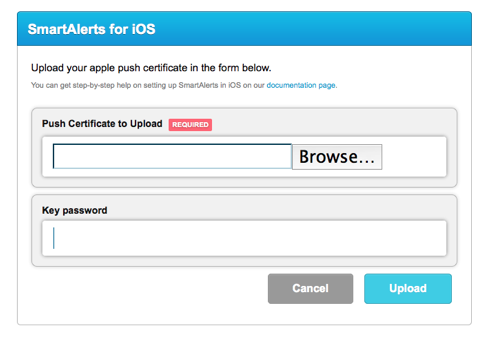 SmartAlerts for iOS
Upload your apple push certificate in the form below.
You can get step-by-step help on setting up SmartAlerts in iOS on our documentation page.
Push Certificate to Upload REQUIRED
Browse...
Key password
Cancel Upload